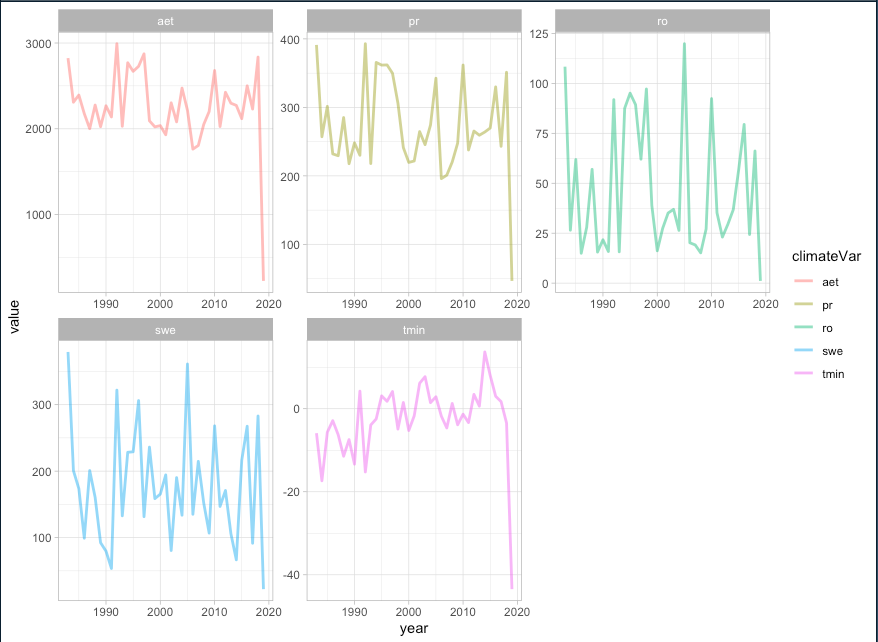 aet pr ro
3000
2000
1000
400
300
200
100
125
100
75
50
25
0
1990 2000 2010 2020
1990 2000 2010 2020
1990 2000 2010 2020
value
swe tmin
300
200
100
0
-20
-40
1990 2000 2010 2020
1990 2000 2010 2020
year
climateVar
aet
pr
ro
swe
tmin